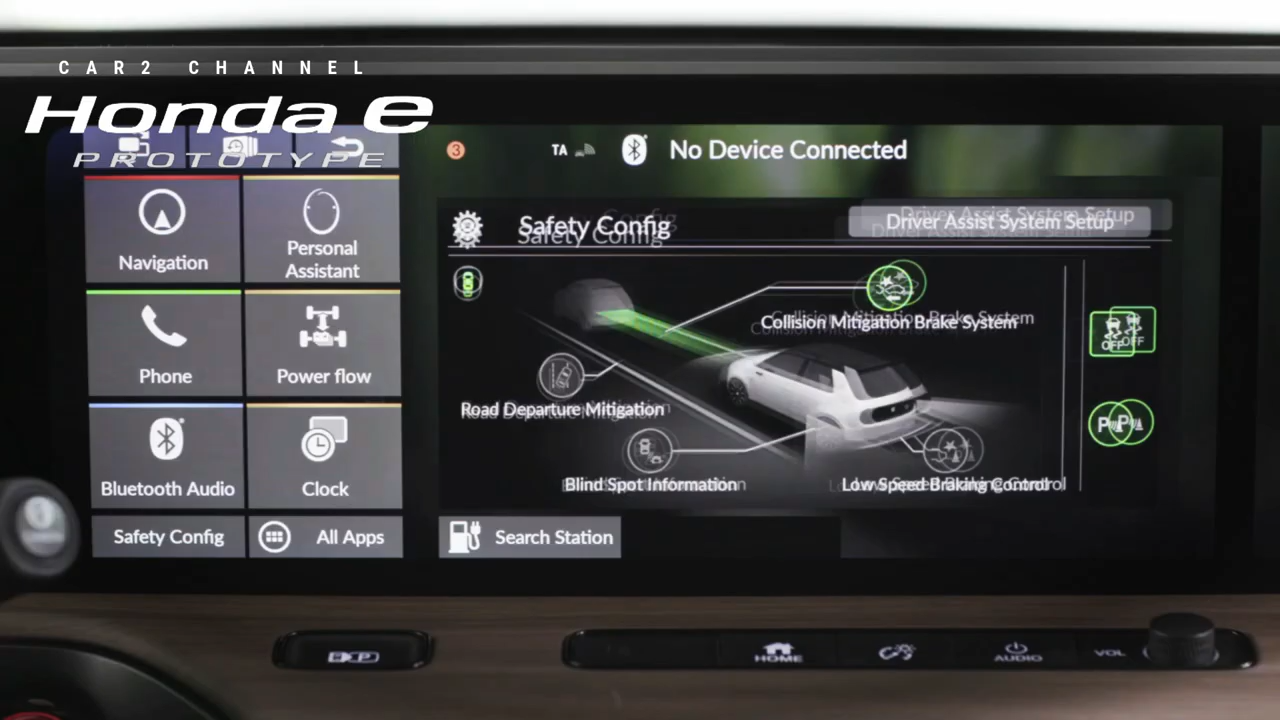 CAR2 CHANNEL
Honda e
PROTOTYPE
3
TA
No Device Connected
Navigation
Personal
Assistant
Phone
Power flow
Bluetooth Audio
Clock
Safety Config
All Apps
Safety Config
Driver Assist System Setup
Collision Mitigation Brake System
Road Departure Mitigation
Blind Spot Information
Low Speed Braking Control
OFF
OFF
P
P
Search Station
P
HOME
AUDIO
VOL